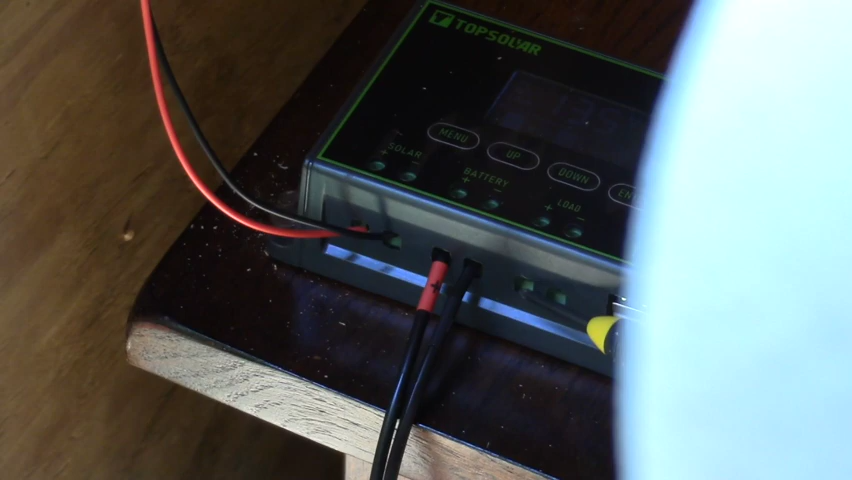 TOPSOLAR
MENU
UP
DOWN
SOLAR
+ -
BATTERY
+ -
LOAD
+ -